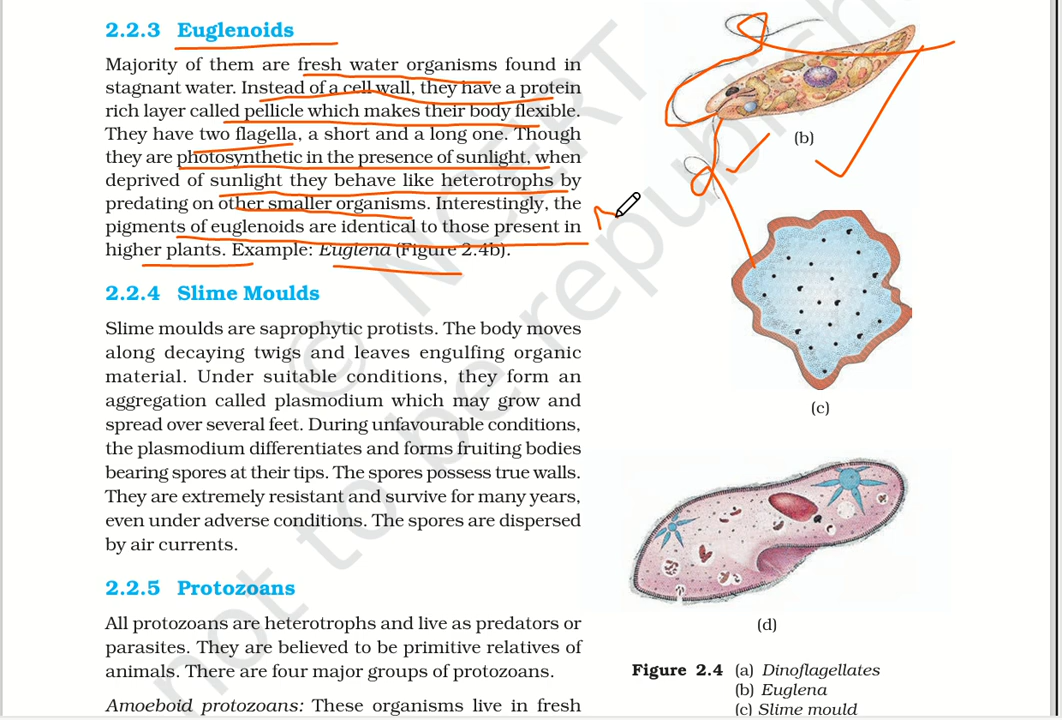 2.2.3 Euglenoids
Majority of them are fresh water organisms found in
stagnant water. Instead of a cell wall, they have a protein
rich layer called pellicle which makes their body flexible.
They have two flagella, a short and a long one. Though
they are photosynthetic in the presence of sunlight, when
deprived of sunlight they behave like heterotrophs by
predating on other smaller organisms. Interestingly, the
pigments of euglenoids are identical to those present in
higher plants. Example: Euglena (Figure 2.4b).
2.2.4 Slime Moulds
Slime moulds are saprophytic protists. The body moves
along decaying twigs and leaves engulfing organic
material. Under suitable conditions, they form an
aggregation called plasmodium which may grow and
spread over several feet. During unfavourable conditions,
the plasmodium differentiates and forms fruiting bodies
bearing spores at their tips. The spores possess true walls.
They are extremely resistant and survive for many years,
even under adverse conditions. The spores are dispersed
by air currents.
2.2.5 Protozoans
All protozoans are heterotrophs and live as predators or
parasites. They are believed to be primitive relatives of
animals. There are four major groups of protozoans.
Amoeboid protozoans: These organisms live in fresh
(b)
(c)
(d)
Figure 2.4 (a) Dinoflagellates
(b) Euglena
(c) Slime mould
© NCERT
not to be republish